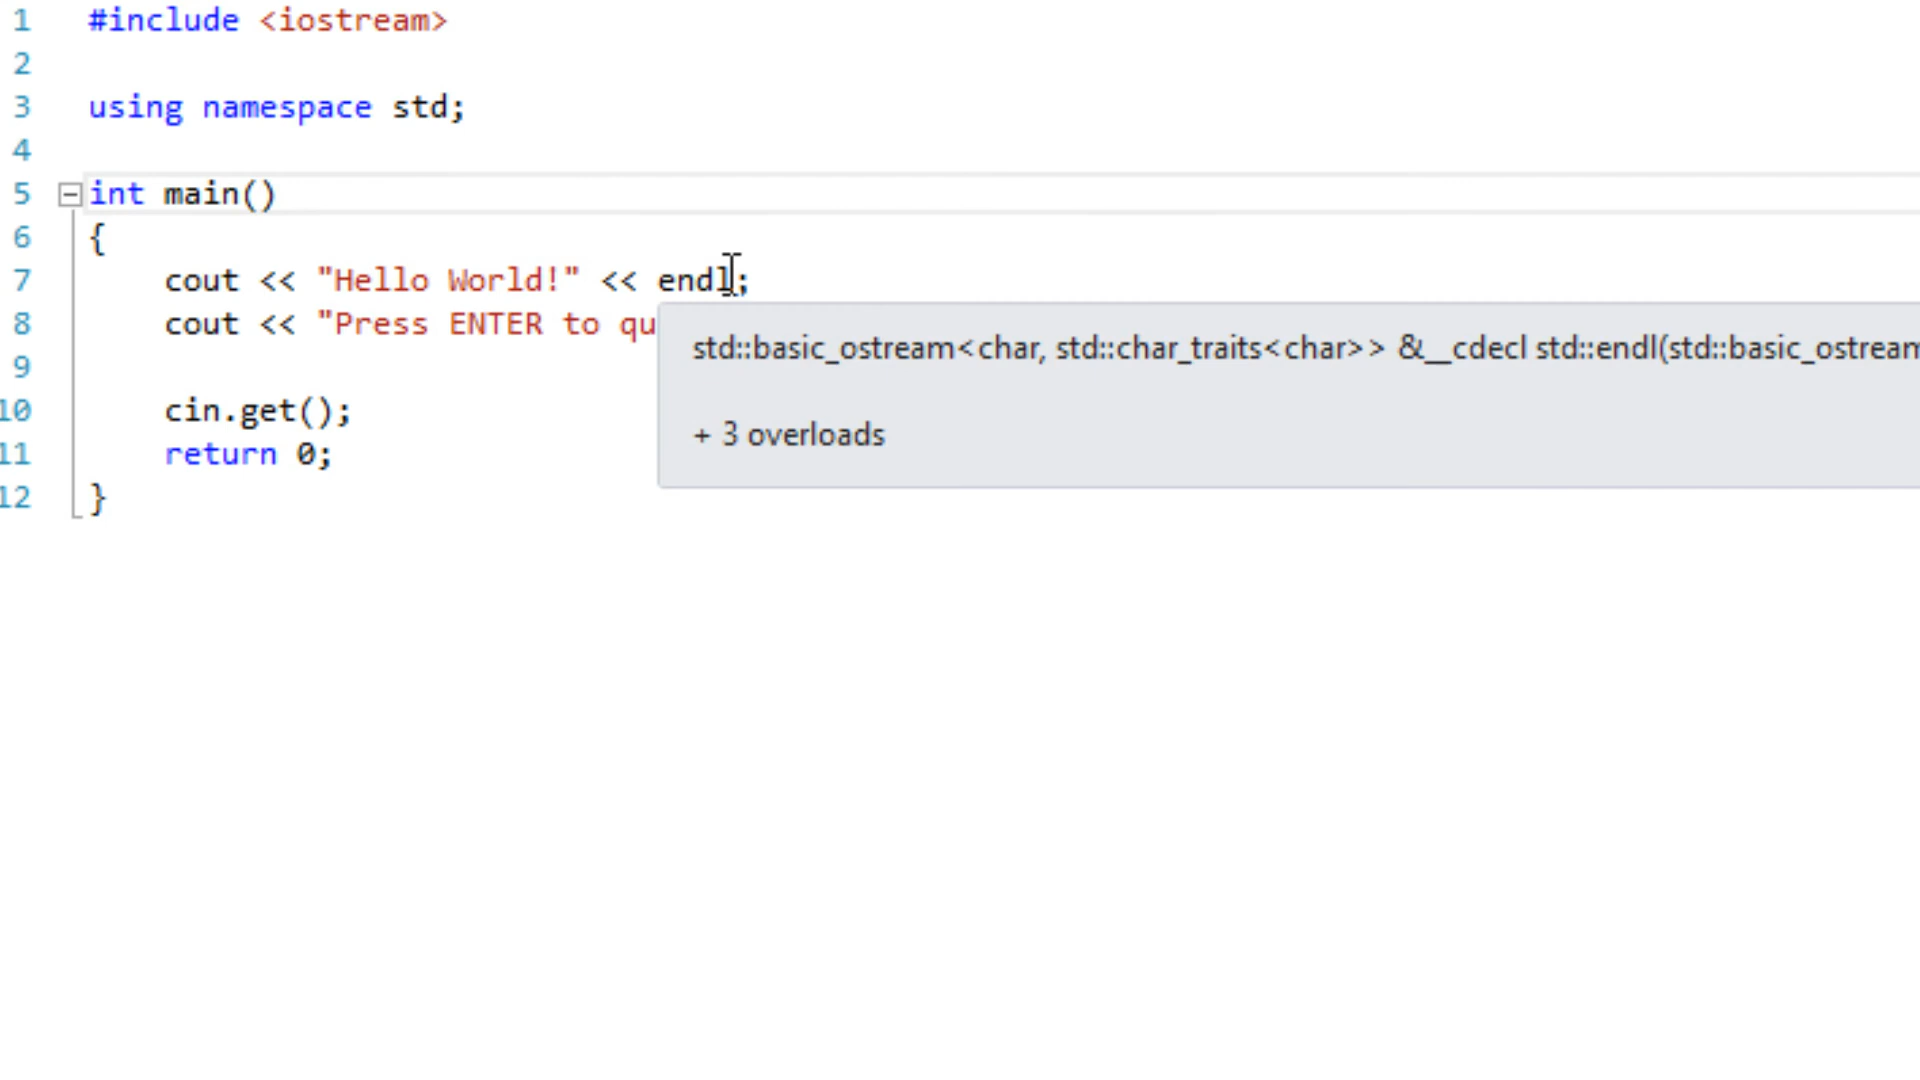 1 #include <iostream>
2
3 using namespace std;
4
5 int main()
6 {
7 cout << "Hello World!" << endl;
8 cout << "Press ENTER to
std::basic_ostream<char, std::char_traits<char>> &__cdecl std::endl(std::basic_ostream
9
10 cin.get();
+ 3 overloads
11 return 0;
12 }